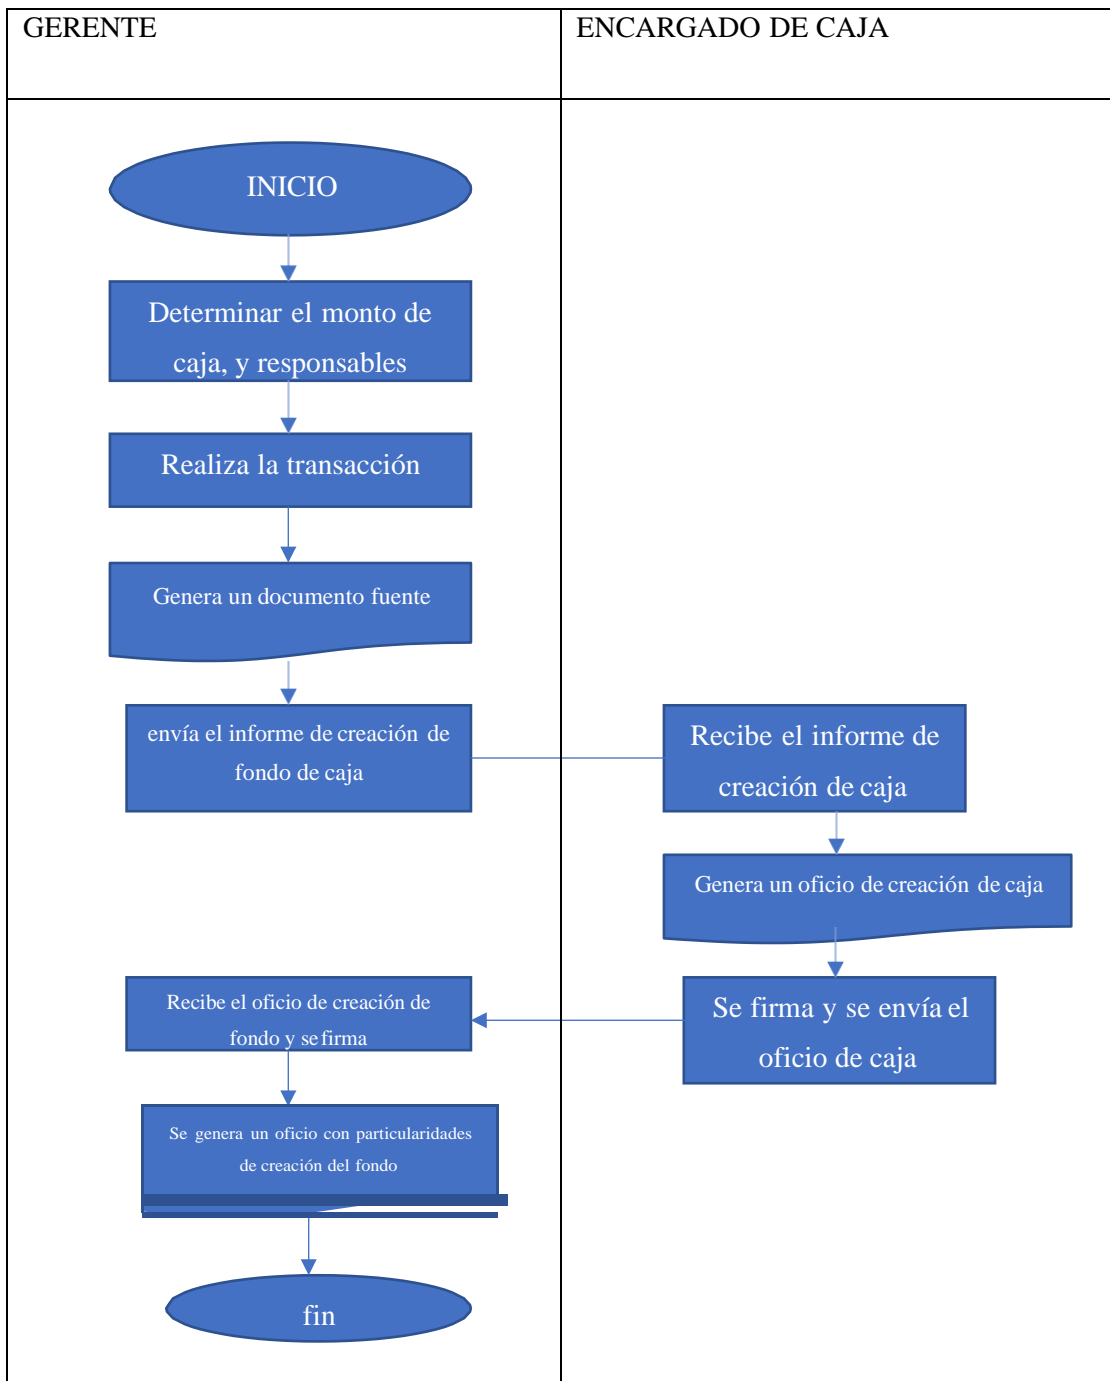 GERENTE
ENCARGADO DE CAJA
INICIO
Determinar el monto de
caja, y responsables
Realiza la transacción
Genera un documento fuente
envía el informe de creación de
fondo de caja
Recibe el informe de
creación de caja
Genera un oficio de creación de caja
Se firma y se envía el
oficio de caja
Recibe el oficio de creación de
fondo y se firma
Se genera un oficio con particularidades
de creación del fondo
fin